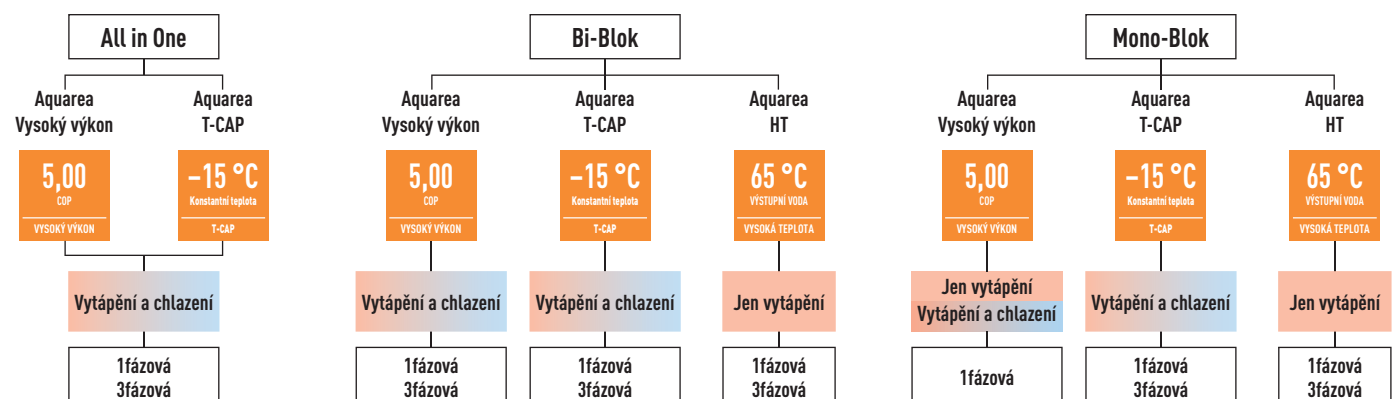 All in One
Aquarea
Vysoký výkon
Aquarea
T-CAP
5,00
COP
VYSOKÝ VÝKON
–15 °C
Konstantní teplota
T-CAP
Vytápění a chlazení
1fázová
3fázová
Bi-Blok
Aquarea
Vysoký výkon
Aquarea
T-CAP
Aquarea
HT
5,00
COP
VYSOKÝ VÝKON
–15 °C
Konstantní teplota
T-CAP
65 °C
VÝSTUPNÍ VODA
VYSOKÁ TEPLOTA
Vytápění a chlazení
Vytápění a chlazení
Jen vytápění
1fázová
3fázová
1fázová
3fázová
1fázová
3fázová
Mono-Blok
Aquarea
Vysoký výkon
Aquarea
T-CAP
Aquarea
HT
5,00
COP
VYSOKÝ VÝKON
–15 °C
Konstantní teplota
T-CAP
65 °C
VÝSTUPNÍ VODA
VYSOKÁ TEPLOTA
Jen vytápění
Vytápění a chlazení
Vytápění a chlazení
Jen vytápění
1fázová
1fázová
3fázová
1fázová
3fázová